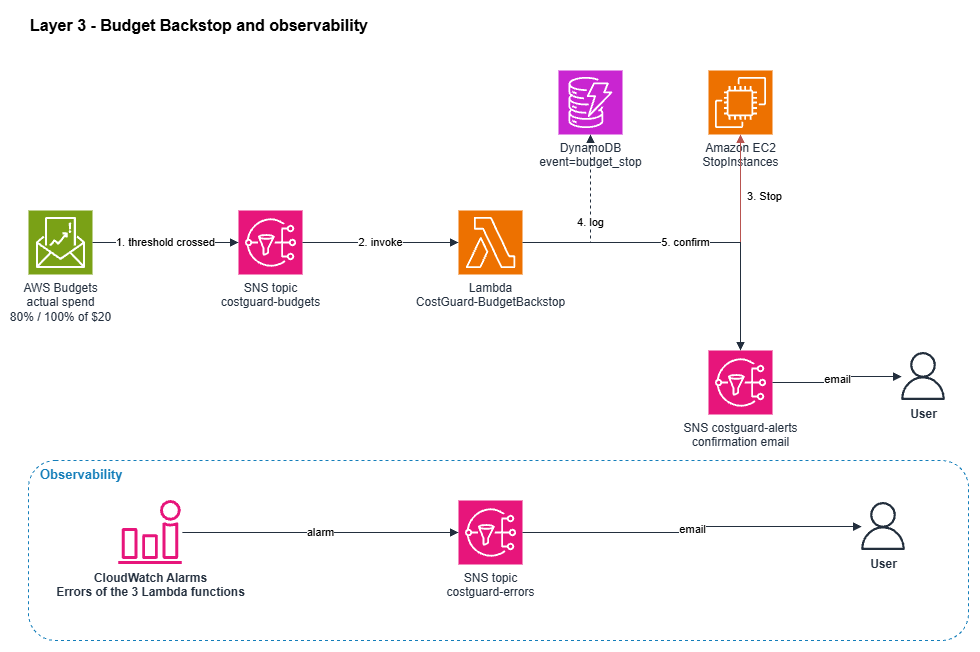 Layer 3 - Budget Backstop and observability
DynamoDB
event=budget_stop
Amazon EC2
StopInstances
3. Stop
4. log
1. threshold crossed
2. invoke
5. confirm
AWS Budgets
actual spend
80% / 100% of $20
SNS topic
costguard-budgets
Lambda
CostGuard-BudgetBackstop
email
User
SNS costguard-alerts
confirmation email
Observability
alarm
email
CloudWatch Alarms
Errors of the 3 Lambda functions
SNS topic
costguard-errors
User